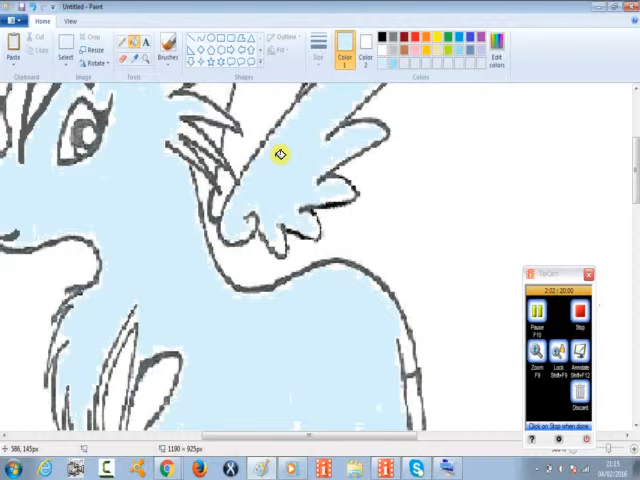 Untitled - Paint
Home
View
Paste
Cut
Copy
Clipboard
Select
Crop
Resize
Rotate
Image
Tools
Brushes
Shapes
Outline
Fill
Size
Color
1
Color
2
Edit
colors
Colors
2:02 / 20:00
Pause
F10
Stop
Zoom
F9
Lock
Shift+F9
Annotate
Shift+F12
Discard
Click on Stop when done
586, 145px
1190 × 925px
21:15
04/02/2016